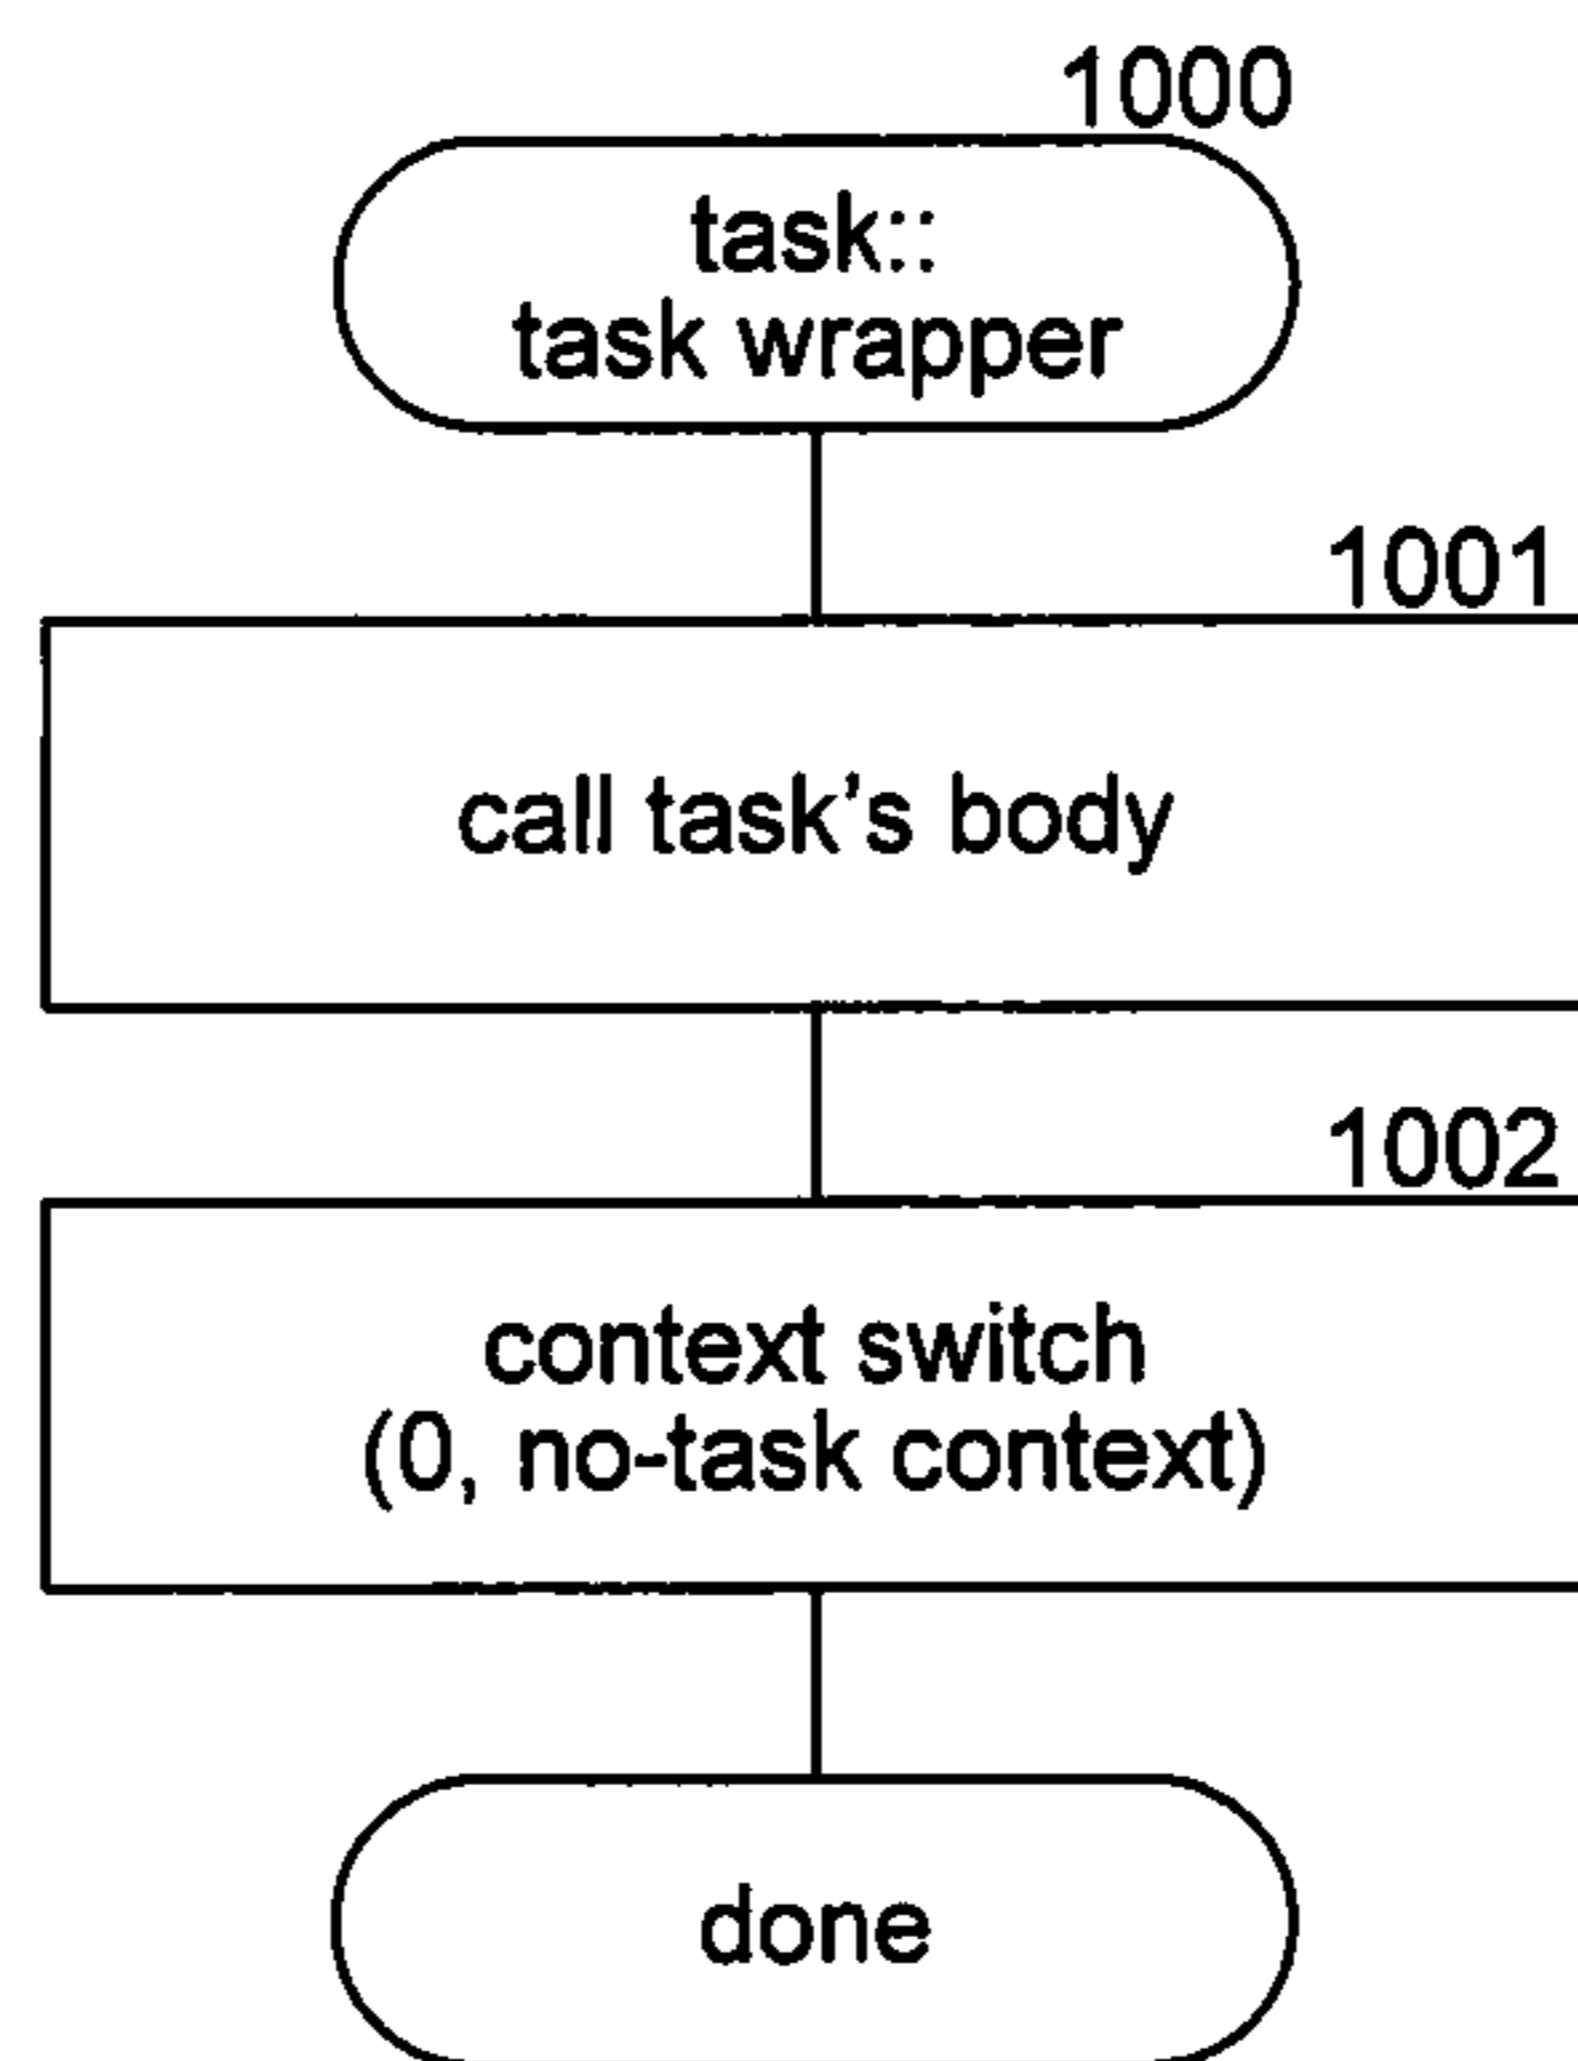 1000
task::
task wrapper
1001
call task’s body
1002
context switch
(0, no-task context)
done